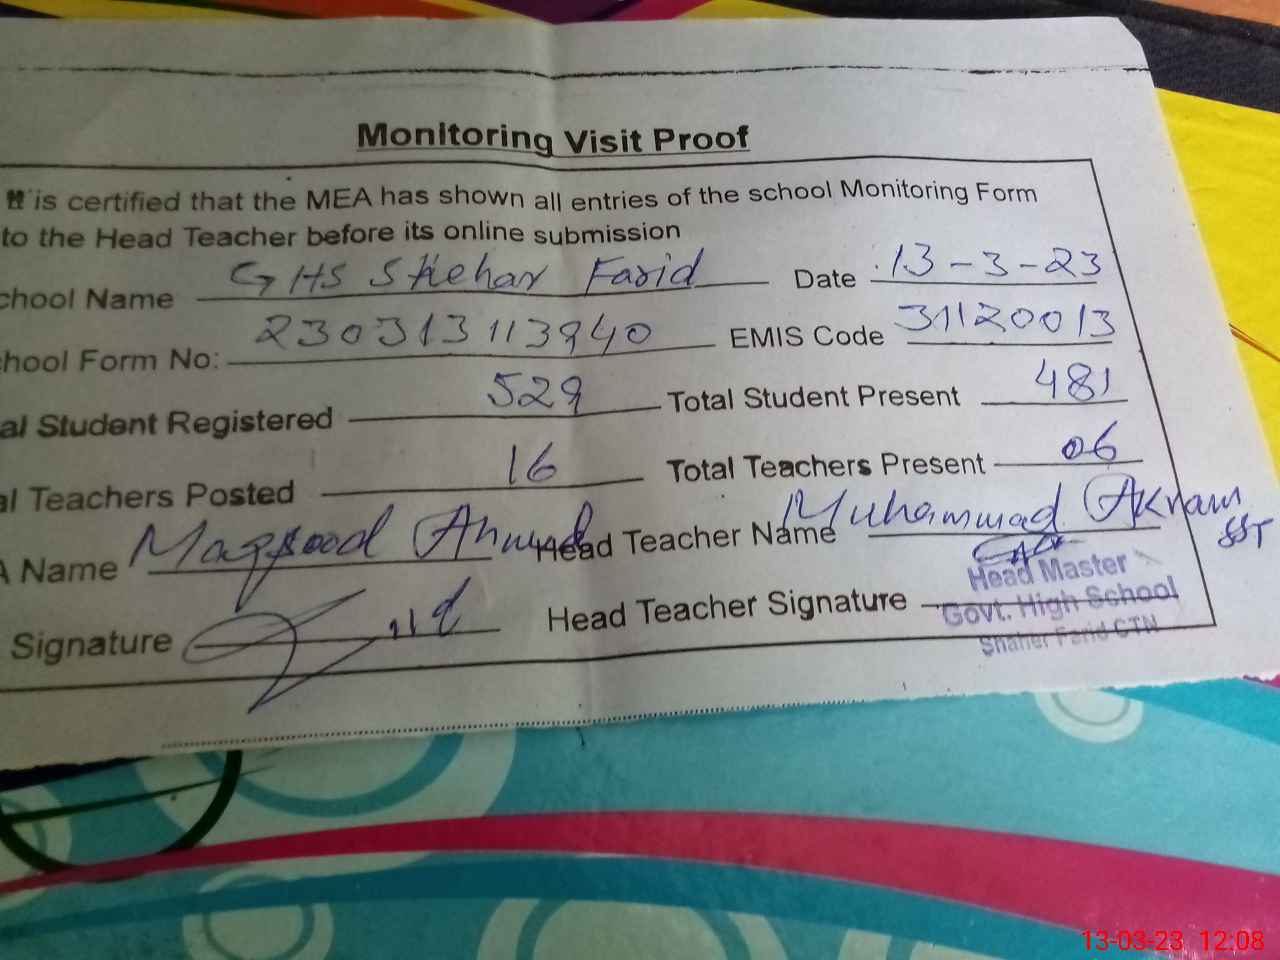 Monitoring Visit Proof
It is certified that the MEA has shown all entries of the school Monitoring Form
to the Head Teacher before its online submission
chool Name GHS Shehar Farid Date 13-3-23
hool Form No: 230313113940 EMIS Code 31120013
al Student Registered 529 Total Student Present 481
al Teachers Posted 16 Total Teachers Present 06
A Name Maqsood Ahmad Head Teacher Name Muhammad Akram
SST
Signature Head Teacher Signature
Head Master
Govt. High School
Shaher Farid CTN
13-03-23 12:08